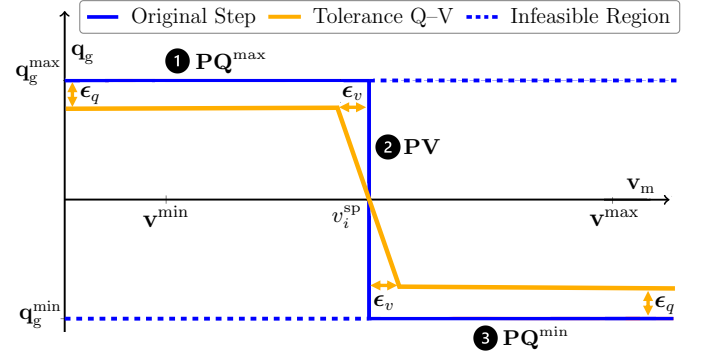 Original Step Tolerance Q–V Infeasible Region
q_g^max q_g
1 PQ^max
ϵ_q ϵ_v
2 PV
v_m
v^min v_i^sp v^max
ϵ_v ϵ_q
q_g^min
3 PQ^min